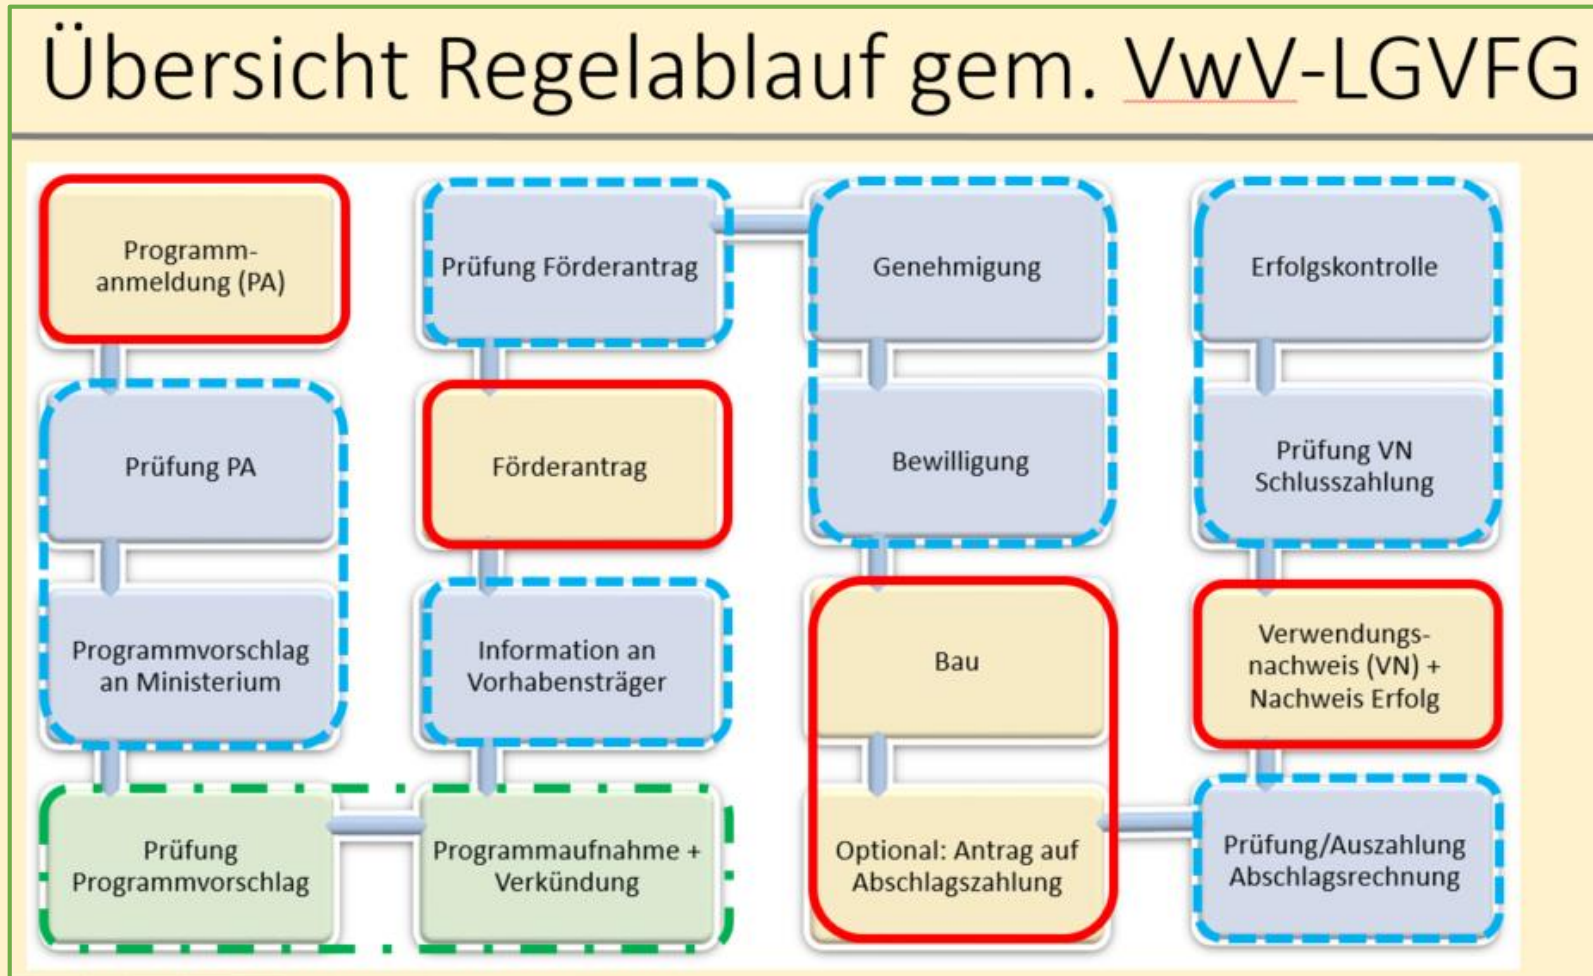 Übersicht Regelablauf gem. VwV-LGVFG
Programm-
anmeldung (PA)
Prüfung PA
Programmvorschlag
an Ministerium
Prüfung
Programmvorschlag
Programmaufnahme +
Verkündung
Information an
Vorhabensträger
Förderantrag
Prüfung Förderantrag
Genehmigung
Bewilligung
Bau
Optional: Antrag auf
Abschlagszahlung
Prüfung/Auszahlung
Abschlagsrechnung
Verwendungs-
nachweis (VN) +
Nachweis Erfolg
Prüfung VN
Schlusszahlung
Erfolgskontrolle